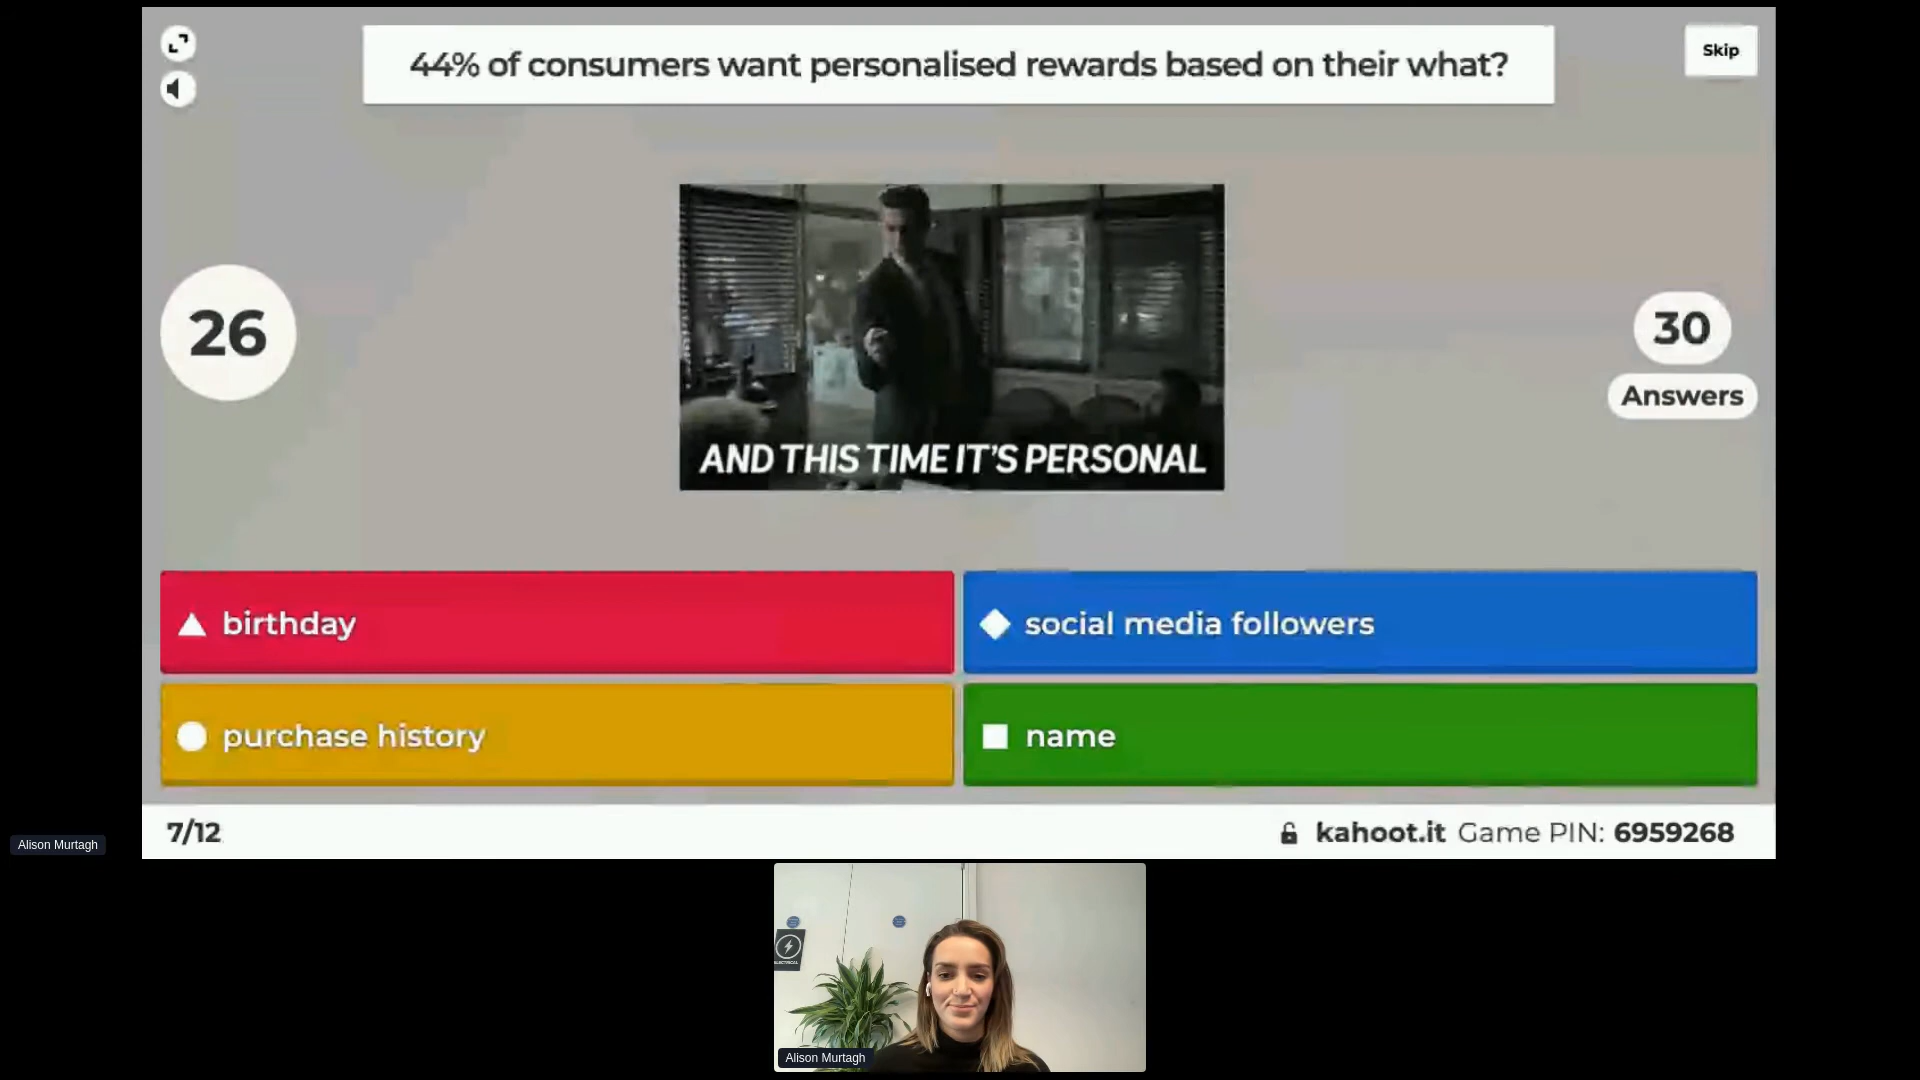 44% of consumers want personalised rewards based on their what?
Skip
26
AND THIS TIME IT'S PERSONAL
30
Answers
birthday
social media followers
purchase history
name
7/12
kahoot.it Game PIN: 6959268
Alison Murtagh
ELECTRICAL
Alison Murtagh